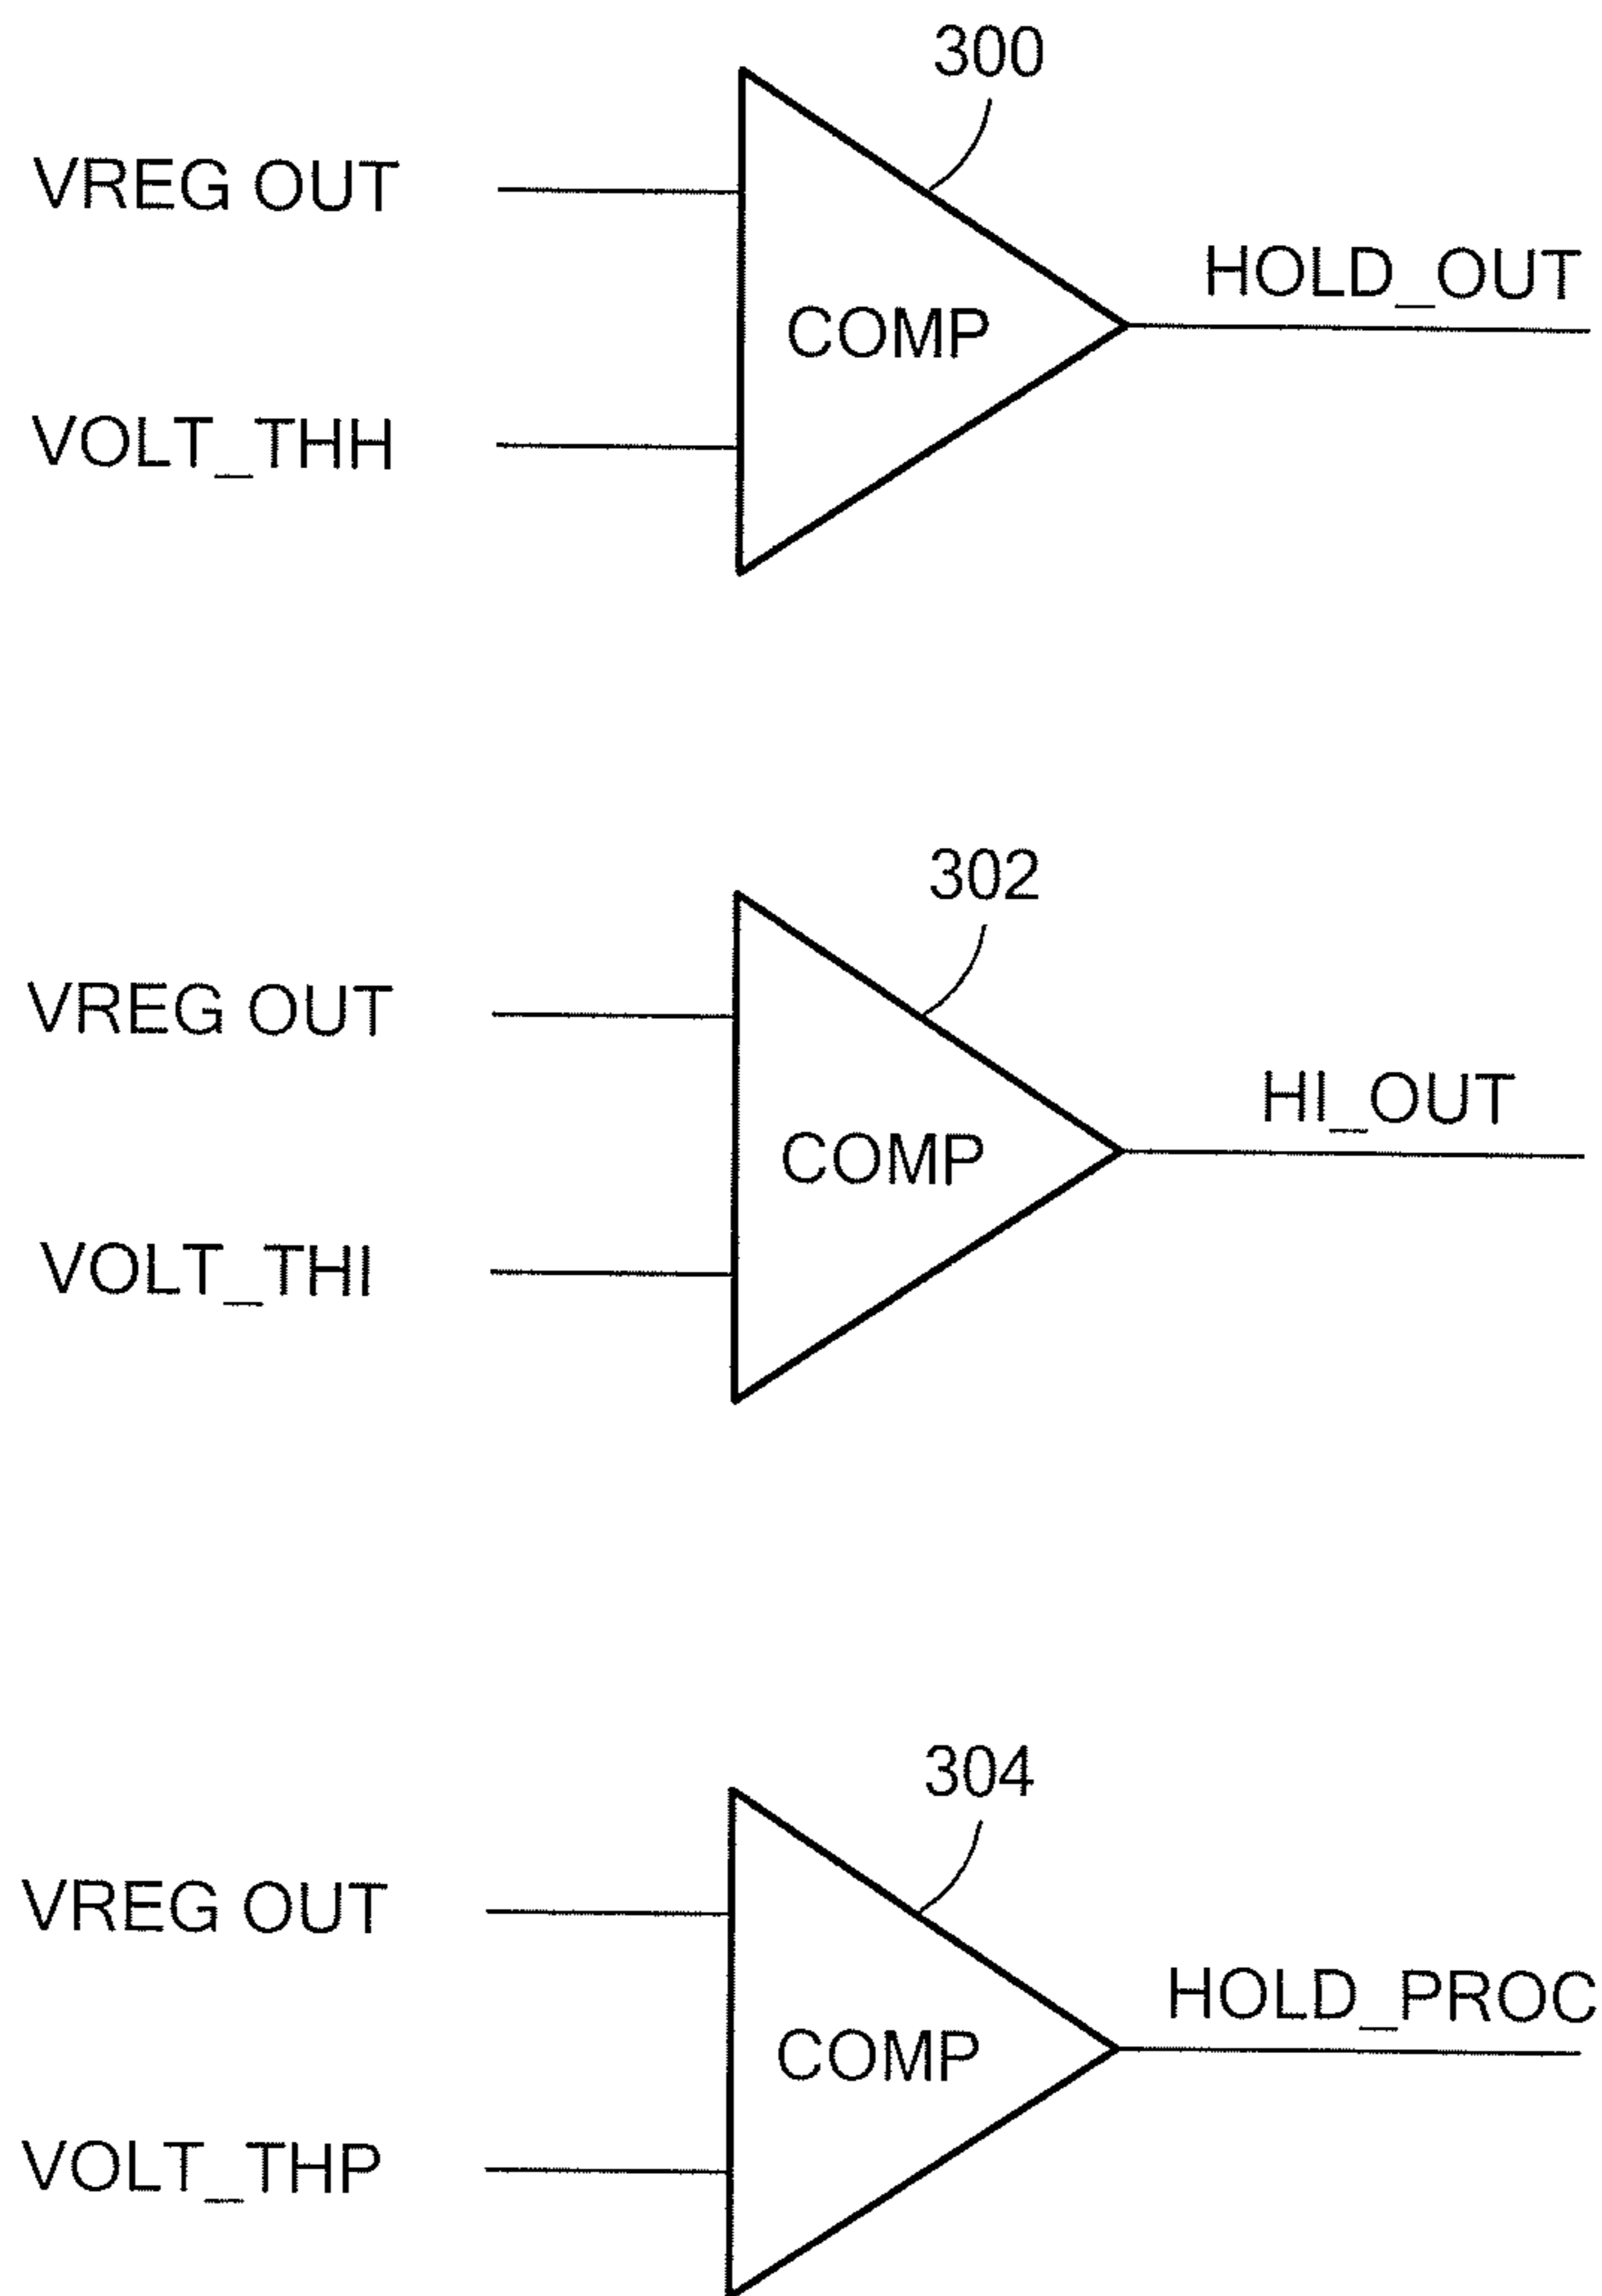 300
VREG OUT
HOLD_OUT
COMP
VOLT_THH
302
VREG OUT
HI_OUT
COMP
VOLT_THI
304
VREG OUT
HOLD_PROC
COMP
VOLT_THP